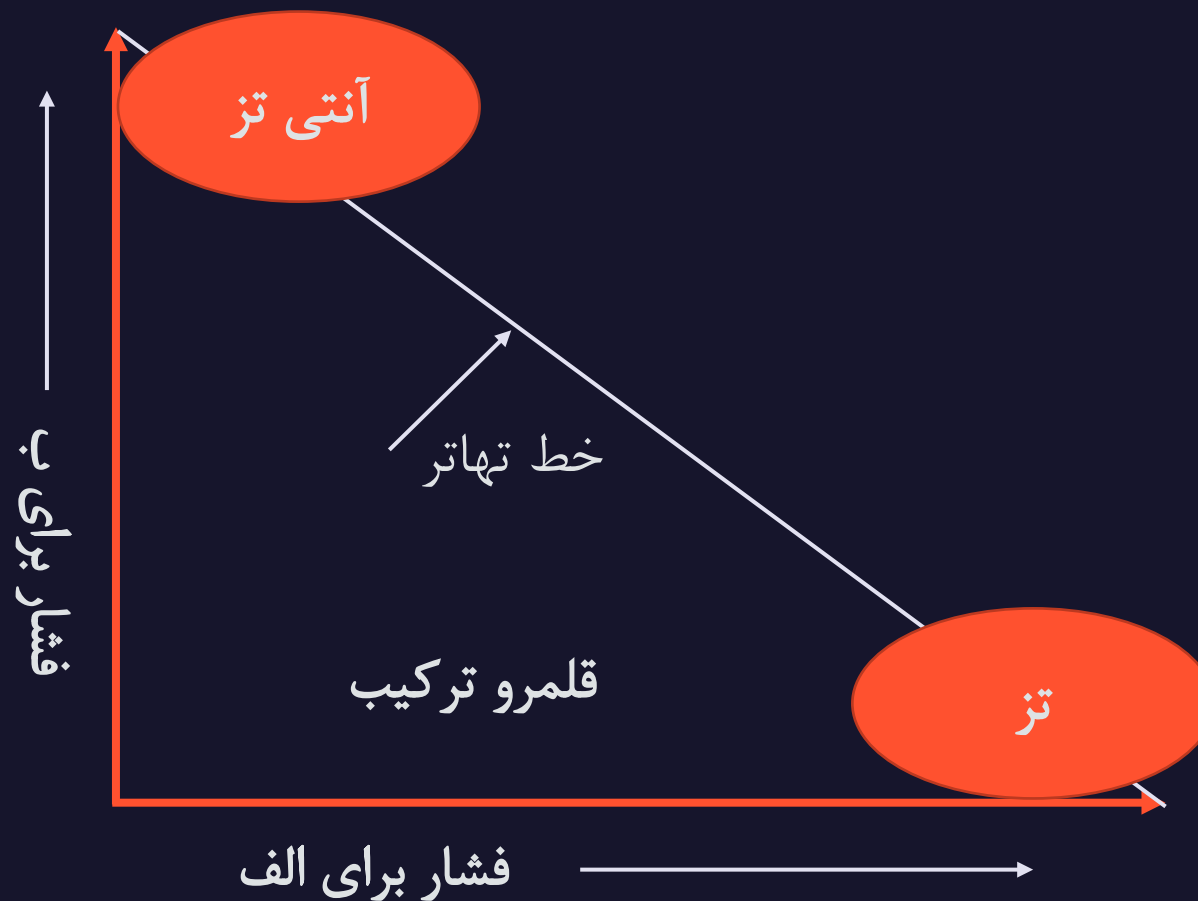 آنتی تز
خط تهاتر
فشار برای ب
قلمرو ترکیب
تز
فشار برای الف